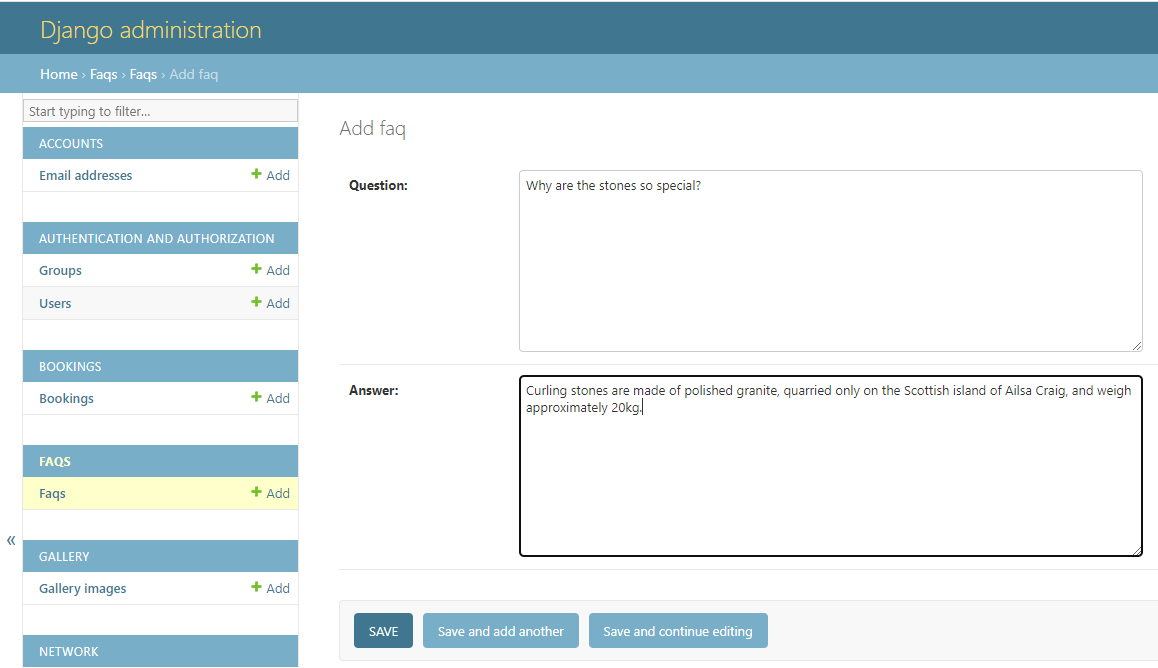 Django administration
Home › Faqs › Faqs › Add faq
Start typing to filter...
ACCOUNTS
Email addresses + Add
AUTHENTICATION AND AUTHORIZATION
Groups + Add
Users + Add
BOOKINGS
Bookings + Add
FAQS
Faqs + Add
«
GALLERY
Gallery images + Add
NETWORK
Add faq
Question:
Why are the stones so special?
Answer:
Curling stones are made of polished granite, quarried only on the Scottish island of Ailsa Craig, and weigh
approximately 20kg.
SAVE Save and add another Save and continue editing